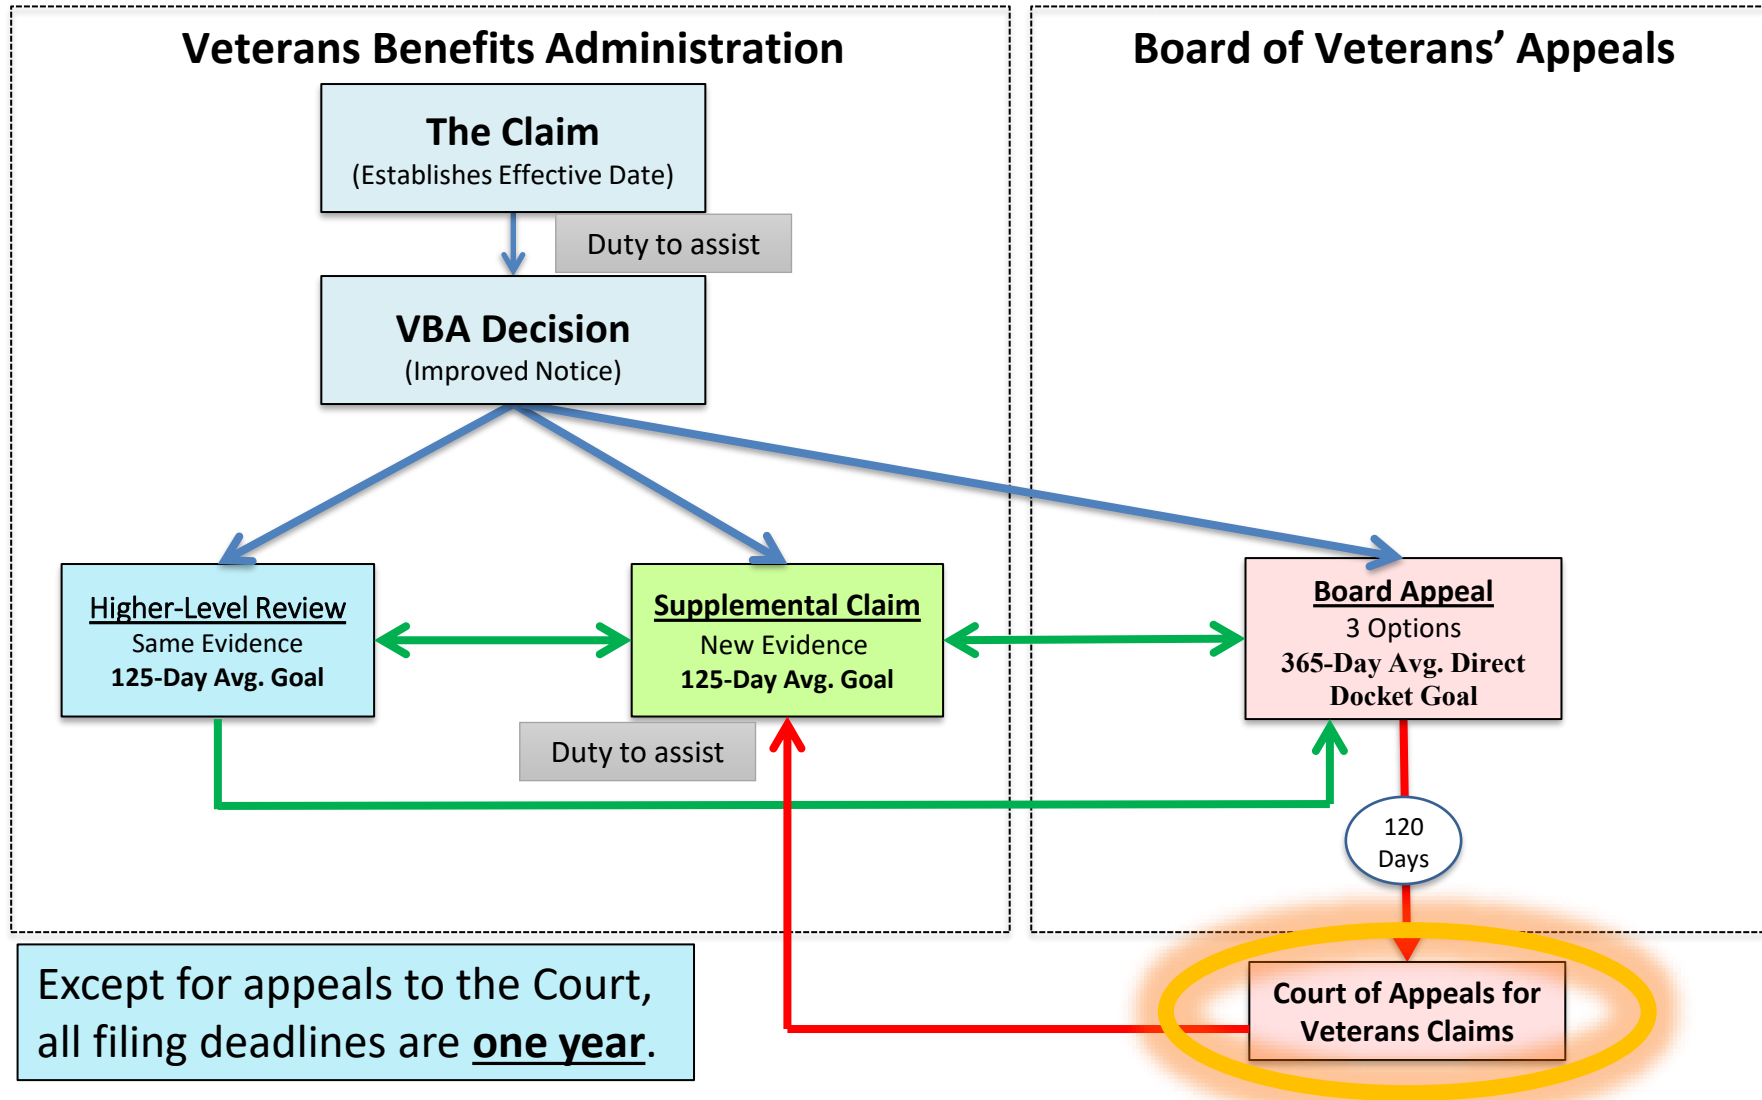 Veterans Benefits Administration
Board of Veterans’ Appeals
The Claim
(Establishes Effective Date)
Duty to assist
VBA Decision
(Improved Notice)
Higher-Level Review
Same Evidence
125-Day Avg. Goal
Supplemental Claim
New Evidence
125-Day Avg. Goal
Board Appeal
3 Options
365-Day Avg. Direct
Docket Goal
Duty to assist
120
Days
Except for appeals to the Court,
all filing deadlines are one year.
Court of Appeals for
Veterans Claims